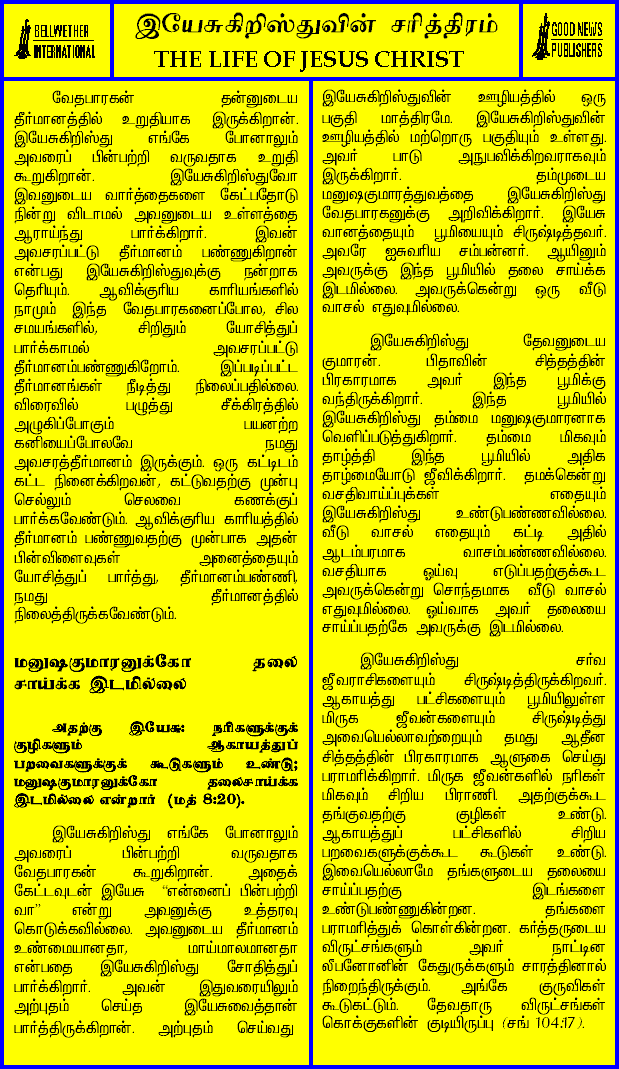 BELLWETHER
INTERNATIONAL
இயேசுகிறிஸ்துவின் சரித்திரம்
THE LIFE OF JESUS CHRIST
GOOD NEWS
PUBLISHERS
வேதபாரகன் தன்னுடைய
தீர்மானத்தில் உறுதியாக இருக்கிறான்.
இயேசுகிறிஸ்து எங்கே போனாலும்
அவரைப் பின்பற்றி வருவதாக உறுதி
கூறுகிறான். இயேசுகிறிஸ்துவோ
இவனுடைய வார்த்தைகளை கேட்பதோடு
நின்று விடாமல் அவனுடைய உள்ளத்தை
ஆராய்ந்து பார்க்கிறார். இவன்
அவசரப்பட்டு தீர்மானம் பண்ணுகிறான்
என்பது இயேசுகிறிஸ்துவுக்கு நன்றாக
தெரியும். ஆவிக்குரிய காரியங்களில்
நாமும் இந்த வேதபாரகனைப்போல, சில
சமயங்களில், சிறிதும் யோசித்துப்
பார்க்காமல் அவசரப்பட்டு
தீர்மானம்பண்ணுகிறோம். இப்படிப்பட்ட
தீர்மானங்கள் நீடித்து நிலைப்பதில்லை.
விரைவில் பழுத்து சீக்கிரத்தில்
அழுகிப்போகும் பயனற்ற
கனியைப்போலவே நமது
அவசரத்தீர்மானம் இருக்கும். ஒரு கட்டிடம்
கட்ட நினைக்கிறவன், கட்டுவதற்கு முன்பு
செல்லும் செலவை கணக்குப்
பார்க்கவேண்டும். ஆவிக்குரிய காரியத்தில்
தீர்மானம் பண்ணுவதற்கு முன்பாக அதன்
பின்விளைவுகள் அனைத்தையும்
யோசித்துப் பார்த்து, தீர்மானம்பண்ணி,
நமது தீர்மானத்தில்
நிலைத்திருக்கவேண்டும்.
மனுஷகுமாரனுக்கோ தலை
சாய்க்க இடமில்லை
அதற்கு இயேசு: நரிகளுக்குக்
குழிகளும் ஆகாயத்துப்
பறவைகளுக்குக் கூடுகளும் உண்டு;
மனுஷகுமாரனுக்கோ தலைசாய்க்க
இடமில்லை என்றார் (மத் 8:20).
இயேசுகிறிஸ்து எங்கே போனாலும்
அவரைப் பின்பற்றி வருவதாக
வேதபாரகன் கூறுகிறான். அதைக்
கேட்டவுடன் இயேசு “என்னைப் பின்பற்றி
வா” என்று அவனுக்கு உத்தரவு
கொடுக்கவில்லை. அவனுடைய தீர்மானம்
உண்மையானதா, மாய்மாலமானதா
என்பதை இயேசுகிறிஸ்து சோதித்துப்
பார்க்கிறார். அவன் இதுவரையிலும்
அற்புதம் செய்த இயேசுவைத்தான்
பார்த்திருக்கிறான். அற்புதம் செய்வது
இயேசுகிறிஸ்துவின் ஊழியத்தில் ஒரு
பகுதி மாத்திரமே. இயேசுகிறிஸ்துவின்
ஊழியத்தில் மற்றொரு பகுதியும் உள்ளது.
அவர் பாடு அநுபவிக்கிறவராகவும்
இருக்கிறார். தம்முடைய
மனுஷகுமாரத்துவத்தை இயேசுகிறிஸ்து
வேதபாரகனுக்கு அறிவிக்கிறார். இயேசு
வானத்தையும் பூமியையும் சிருஷ்டித்தவர்.
அவரே ஐசுவரிய சம்பன்னர். ஆயினும்
அவருக்கு இந்த பூமியில் தலை சாய்க்க
இடமில்லை. அவருக்கென்று ஒரு வீடு
வாசல் எதுவுமில்லை.
இயேசுகிறிஸ்து தேவனுடைய
குமாரன். பிதாவின் சித்தத்தின்
பிரகாரமாக அவர் இந்த பூமிக்கு
வந்திருக்கிறார். இந்த பூமியில்
இயேசுகிறிஸ்து தம்மை மனுஷகுமாரனாக
வெளிப்படுத்துகிறார். தம்மை மிகவும்
தாழ்த்தி இந்த பூமியில் அதிக
தாழ்மையோடு ஜீவிக்கிறார். தமக்கென்று
வசதிவாய்ப்புக்கள் எதையும்
இயேசுகிறிஸ்து உண்டுபண்ணவில்லை.
வீடு வாசல் எதையும் கட்டி அதில்
ஆடம்பரமாக வாசம்பண்ணவில்லை.
வசதியாக ஓய்வு எடுப்பதற்குக்கூட
அவருக்கென்று சொந்தமாக வீடு வாசல்
எதுவுமில்லை. ஓய்வாக அவர் தலையை
சாய்ப்பதற்கே அவருக்கு இடமில்லை.
இயேசுகிறிஸ்து சர்வ
ஜீவராசிகளையும் சிருஷ்டித்திருக்கிறவர்.
ஆகாயத்து பட்சிகளையும் பூமியிலுள்ள
மிருக ஜீவன்களையும் சிருஷ்டித்து
அவையெல்லாவற்றையும் தமது ஆதீன
சித்தத்தின் பிரகாரமாக ஆளுகை செய்து
பராமரிக்கிறார். மிருக ஜீவன்களில் நரிகள்
மிகவும் சிறிய பிராணி. அதற்குக்கூட
தங்குவதற்கு குழிகள் உண்டு.
ஆகாயத்துப் பட்சிகளில் சிறிய
பறவைகளுக்குக்கூட கூடுகள் உண்டு.
இவையெல்லாமே தங்களுடைய தலையை
சாய்ப்பதற்கு இடங்களை
உண்டுபண்ணுகின்றன. தங்களை
பராமரித்துக் கொள்கின்றன. கர்த்தருடைய
விருட்சங்களும் அவர் நாட்டின
லீபனோனின் கேதுருக்களும் சாரத்தினால்
நிறைந்திருக்கும். அங்கே குருவிகள்
கூடுகட்டும். தேவதாரு விருட்சங்கள்
கொக்குகளின் குடியிருப்பு (சங் 104:17).